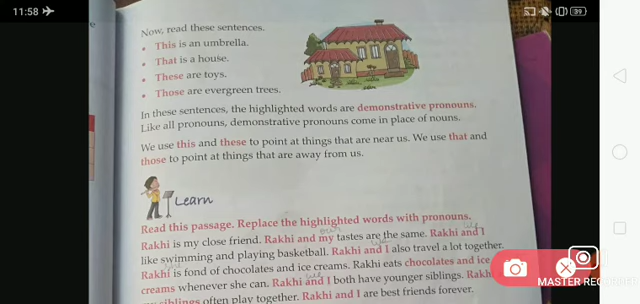 11:58
39
e
Now, read these sentences.
• This is an umbrella.
• That is a house.
• These are toys.
• Those are evergreen trees.
In these sentences, the highlighted words are demonstrative pronouns.
Like all pronouns, demonstrative pronouns come in place of nouns.
We use this and these to point at things that are near us. We use that and
those to point at things that are away from us.
Learn
Read this passage. Replace the highlighted words with pronouns.
our we
Rakhi is my close friend. Rakhi and my tastes are the same. Rakhi and I
we
like swimming and playing basketball. Rakhi and I also travel a lot together.
Rakhi is fond of chocolates and ice creams. Rakhi eats chocolates and ice
we
creams whenever she can. Rakhi and I both have younger siblings. Rakhi
siblings often play together. Rakhi and I are best friends forever.
MASTER RECORDER